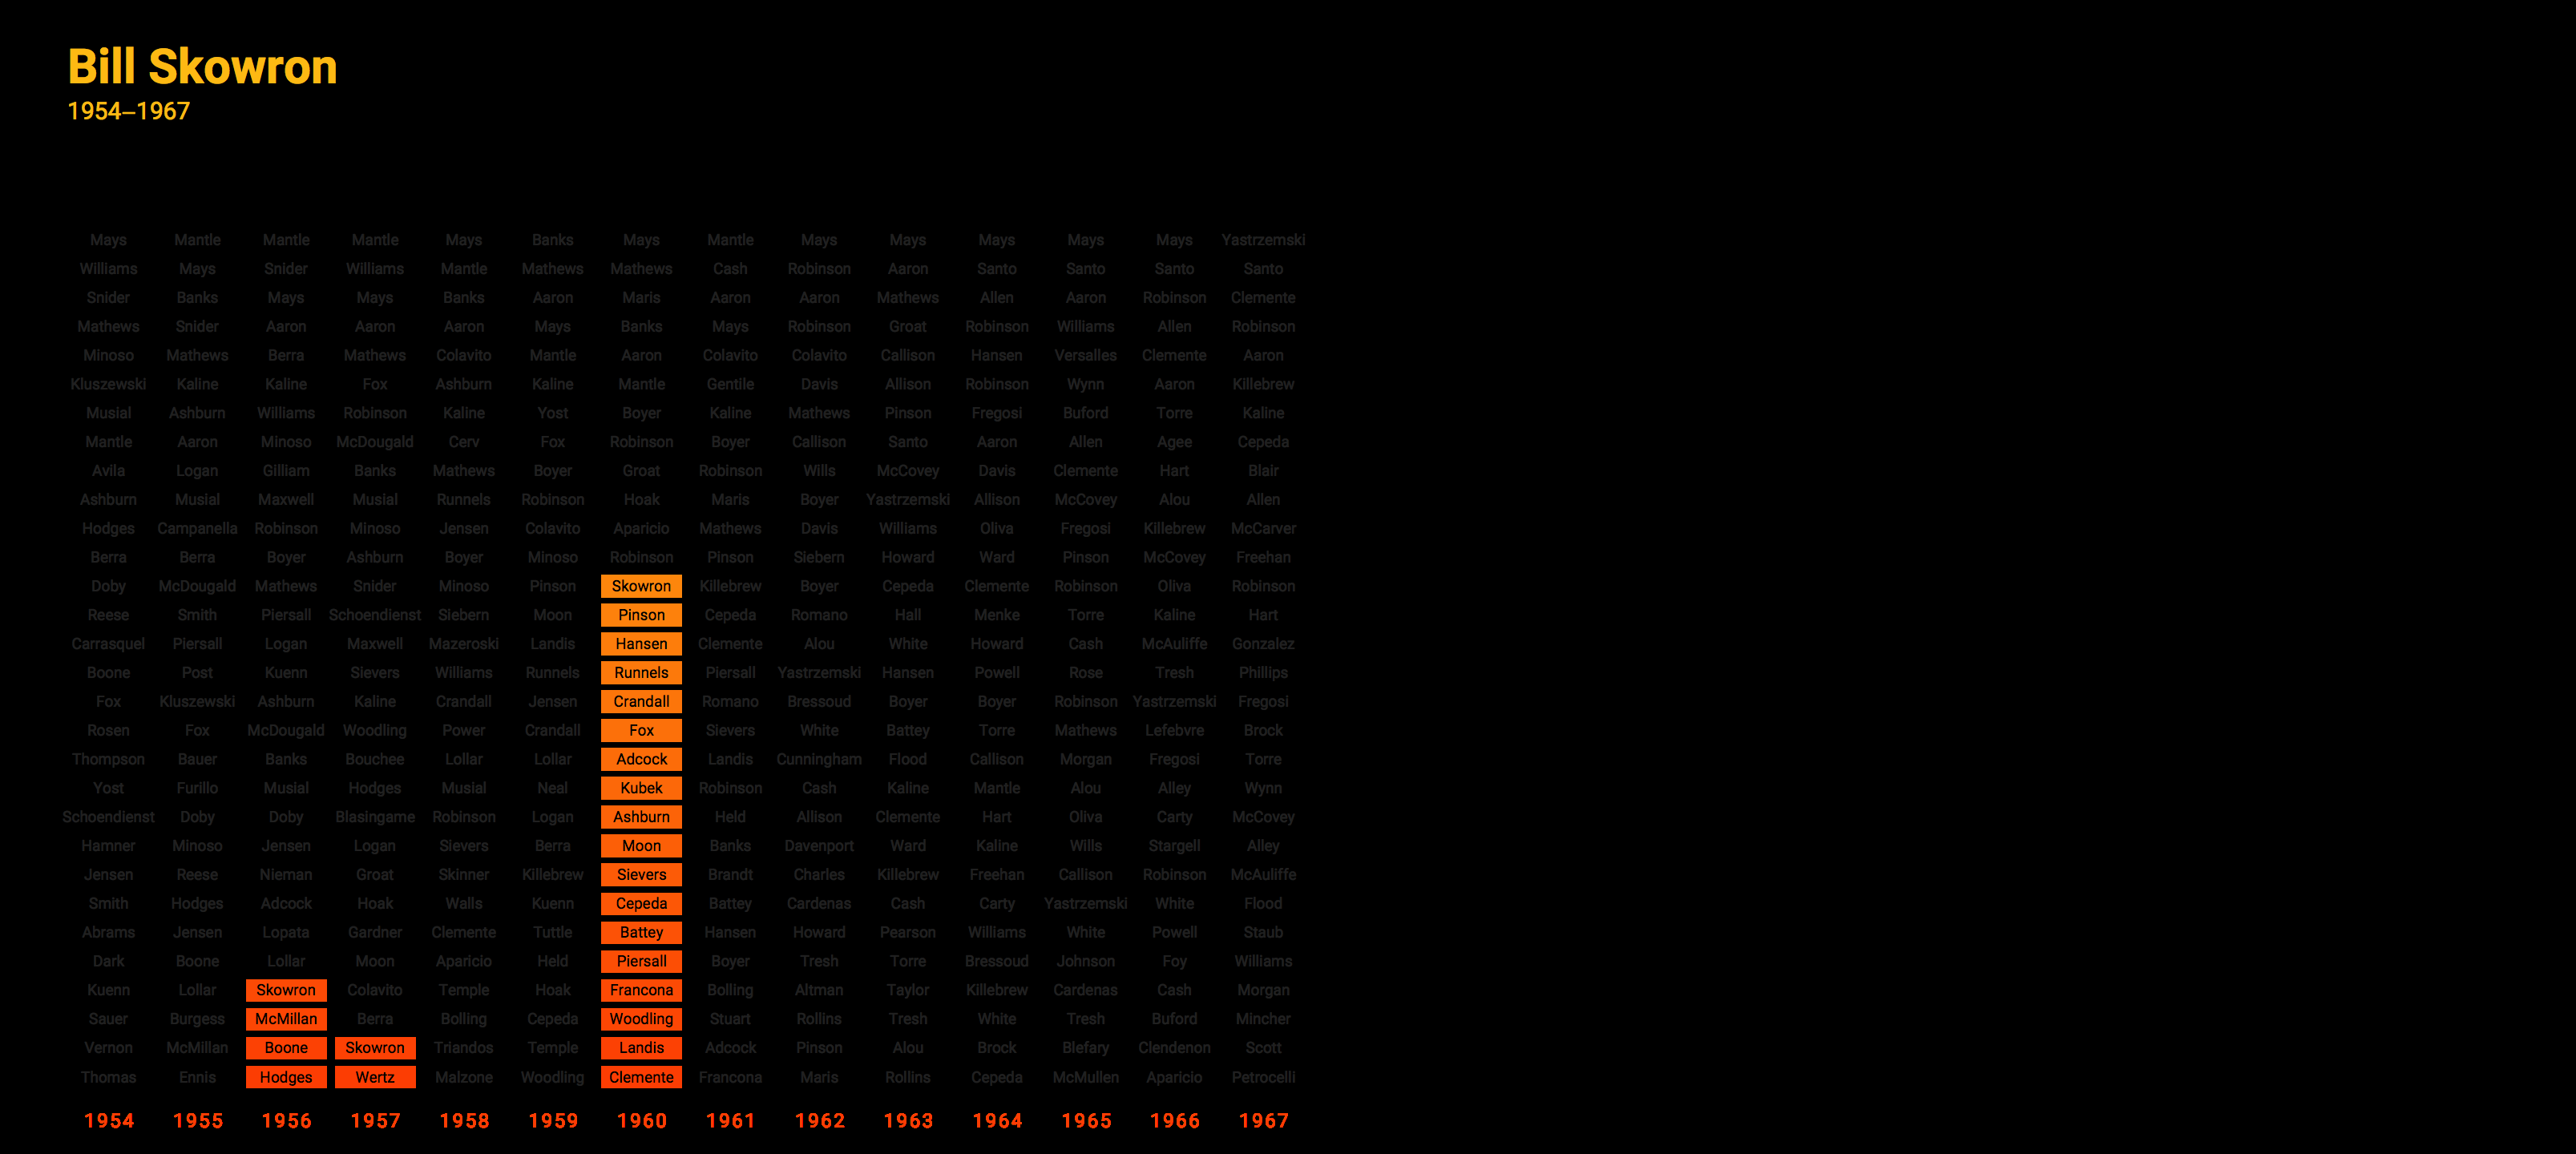 Bill Skowron
1954–1967
Mays Mantle Mantle Mantle Mays Banks Mays Mantle Mays Mays Mays Mays Mays Yastrzemski
Williams Mays Snider Williams Mantle Mathews Mathews Cash Robinson Aaron Santo Santo Santo Santo
Snider Banks Mays Mays Banks Aaron Maris Aaron Aaron Mathews Allen Aaron Robinson Clemente
Mathews Snider Aaron Aaron Aaron Mays Banks Mays Robinson Groat Robinson Williams Allen Robinson
Minoso Mathews Berra Mathews Colavito Mantle Aaron Colavito Colavito Callison Hansen Versalles Clemente Aaron
Kluszewski Kaline Kaline Fox Ashburn Kaline Mantle Gentile Davis Allison Robinson Wynn Aaron Killebrew
Musial Ashburn Williams Robinson Kaline Yost Boyer Kaline Mathews Pinson Fregosi Buford Torre Kaline
Mantle Aaron Minoso McDougald Cerv Fox Robinson Boyer Callison Santo Aaron Allen Agee Cepeda
Avila Logan Gilliam Banks Mathews Boyer Groat Robinson Wills McCovey Davis Clemente Hart Blair
Ashburn Musial Maxwell Musial Runnels Robinson Hoak Maris Boyer Yastrzemski Allison McCovey Alou Allen
Hodges Campanella Robinson Minoso Jensen Colavito Aparicio Mathews Davis Williams Oliva Fregosi Killebrew McCarver
Berra Berra Boyer Ashburn Boyer Minoso Robinson Pinson Siebern Howard Ward Pinson McCovey Freehan
Doby McDougald Mathews Snider Minoso Pinson Skowron Killebrew Boyer Cepeda Clemente Robinson Oliva Robinson
Reese Smith Piersall Schoendienst Siebern Moon Pinson Cepeda Romano Hall Menke Torre Kaline Hart
Carrasquel Piersall Logan Maxwell Mazeroski Landis Hansen Clemente Alou White Howard Cash McAuliffe Gonzalez
Boone Post Kuenn Sievers Williams Runnels Runnels Piersall Yastrzemski Hansen Powell Rose Tresh Phillips
Fox Kluszewski Ashburn Kaline Crandall Jensen Crandall Romano Bressoud Boyer Boyer Robinson Yastrzemski Fregosi
Rosen Fox McDougald Woodling Power Crandall Fox Sievers White Battey Torre Mathews Lefebvre Brock
Thompson Bauer Banks Bouchee Lollar Lollar Adcock Landis Cunningham Flood Callison Morgan Fregosi Torre
Yost Furillo Musial Hodges Musial Neal Kubek Robinson Cash Kaline Mantle Alou Alley Wynn
Schoendienst Doby Doby Blasingame Robinson Logan Ashburn Held Allison Clemente Hart Oliva Carty McCovey
Hamner Minoso Jensen Logan Sievers Berra Moon Banks Davenport Ward Kaline Wills Stargell Alley
Jensen Reese Nieman Groat Skinner Killebrew Sievers Brandt Charles Killebrew Freehan Callison Robinson McAuliffe
Smith Hodges Adcock Hoak Walls Kuenn Cepeda Battey Cardenas Cash Carty Yastrzemski White Flood
Abrams Jensen Lopata Gardner Clemente Tuttle Battey Hansen Howard Pearson Williams White Powell Staub
Dark Boone Lollar Moon Aparicio Held Piersall Boyer Tresh Torre Bressoud Johnson Foy Williams
Kuenn Lollar Skowron Colavito Temple Hoak Francona Bolling Altman Taylor Killebrew Cardenas Cash Morgan
Sauer Burgess McMillan Berra Bolling Cepeda Woodling Stuart Rollins Tresh White Tresh Buford Mincher
Vernon McMillan Boone Skowron Triandos Temple Landis Adcock Pinson Alou Brock Blefary Clendenon Scott
Thomas Ennis Hodges Wertz Malzone Woodling Clemente Francona Maris Rollins Cepeda McMullen Aparicio Petrocelli
1954 1955 1956 1957 1958 1959 1960 1961 1962 1963 1964 1965 1966 1967